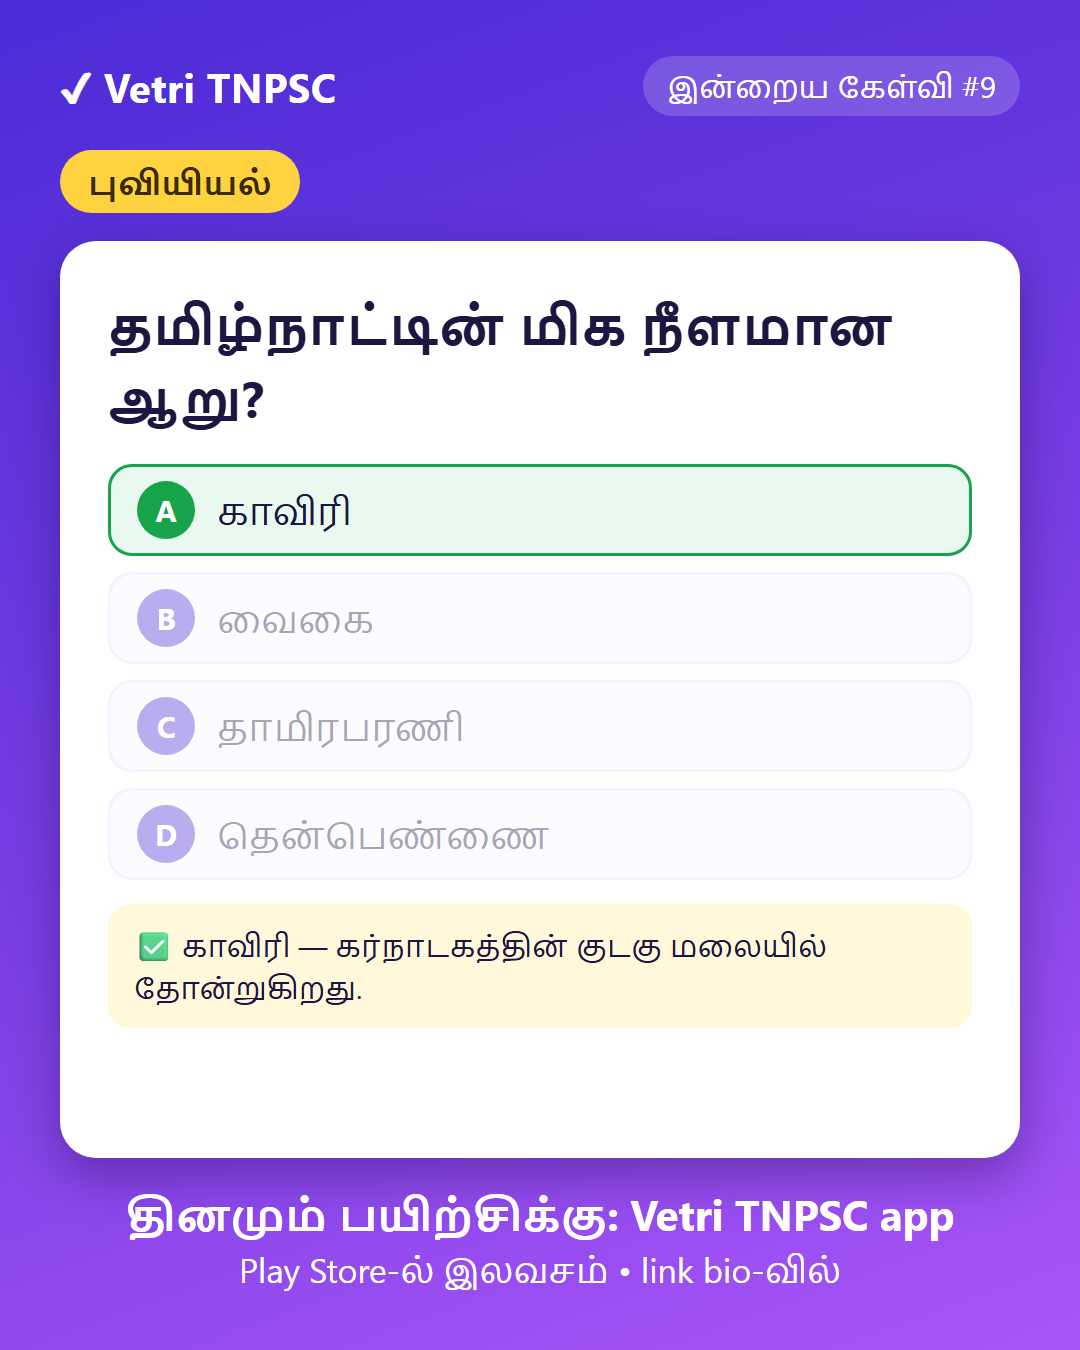 ✔ Vetri TNPSC
இன்றைய கேள்வி #9
புவியியல்
தமிழ்நாட்டின் மிக நீளமான
ஆறு?
A காவிரி
B வைகை
C தாமிரபரணி
D தென்பெண்ணை
✅ காவிரி — கர்நாடகத்தின் குடகு மலையில்
தோன்றுகிறது.
தினமும் பயிற்சிக்கு: Vetri TNPSC app
Play Store-ல் இலவசம் • link bio-வில்